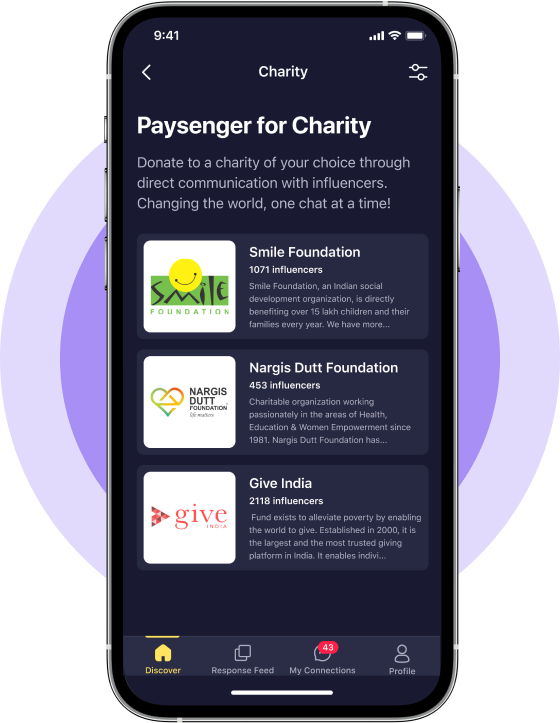 9:41
Charity
Paysenger for Charity
Donate to a charity of your choice through
direct communication with influencers.
Changing the world, one chat at a time!
SMILE
FOUNDATION
Smile Foundation
1071 influencers
Smile Foundation, an Indian social
development organization, is directly
benefiting over 15 lakh children and their
families every year. We have more...
NARGIS
DUTT
FOUNDATION
life matters
Nargis Dutt Foundation
453 influencers
Charitable organization working
passionately in the areas of Health,
Education & Women Empowerment since
1981. Nargis Dutt Foundation has...
give
INDIA
Give India
2118 influencers
Fund exists to alleviate poverty by enabling
the world to give. Established in 2000, it is
the largest and the most trusted giving
platform in India. It enables indivi...
43
Discover
Response Feed
My Connections
Profile